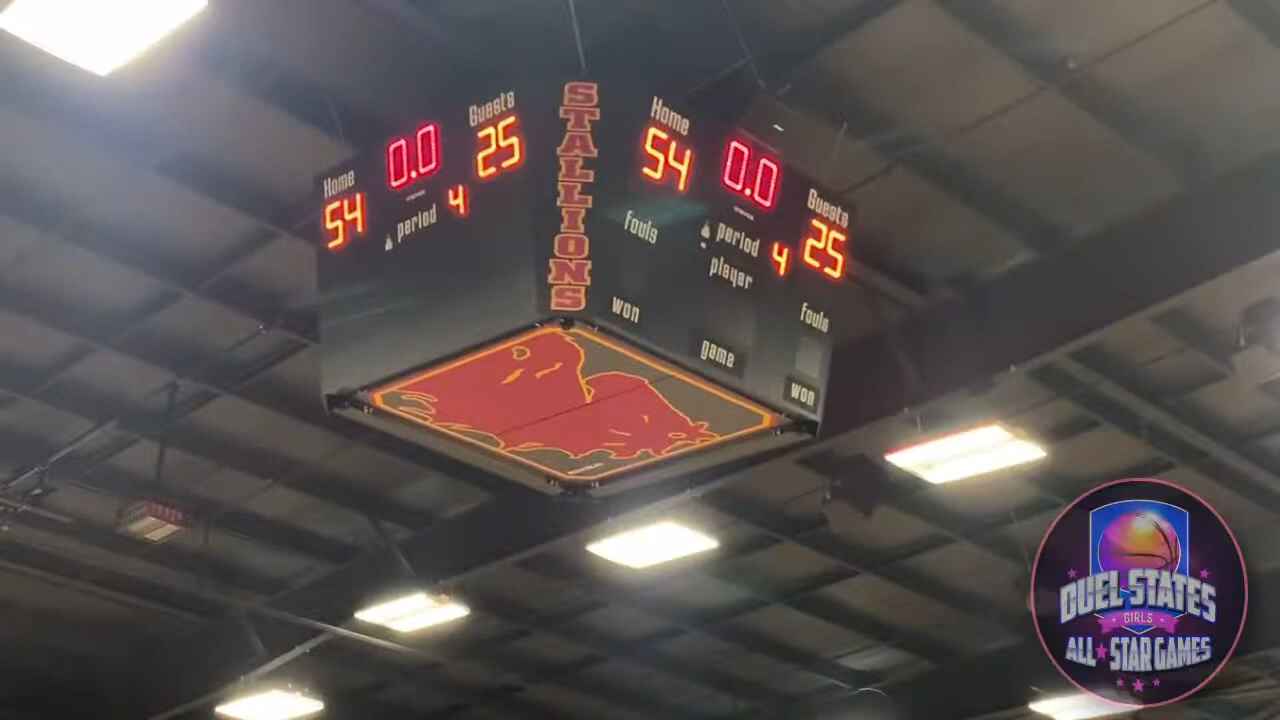 Home
54
0.0
Guests
25
period
4
STALLIONS
Home
54
0.0
Guests
25
fouls
period
4
player
fouls
won
game
won
DUEL STATES
GIRLS
ALL STAR GAMES